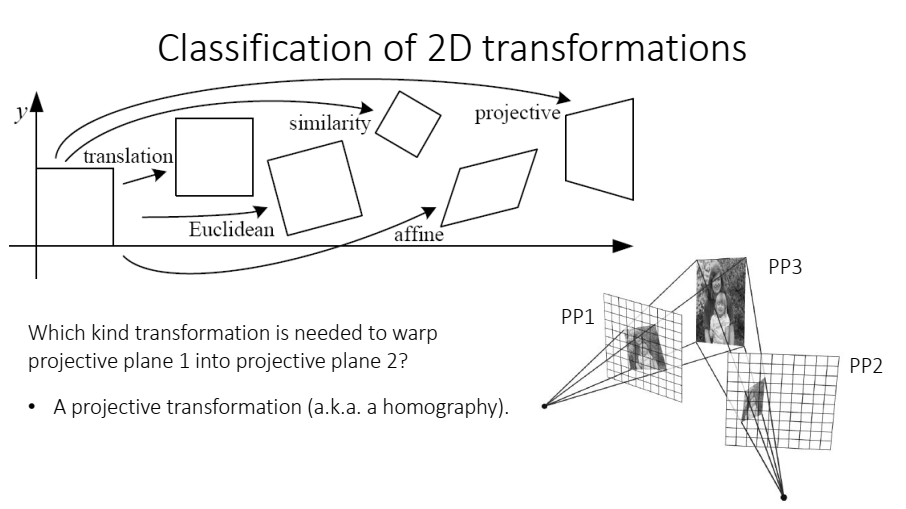 Classification of 2D transformations
y
similarity
projective
translation
Euclidean
affine
PP3
PP1
PP2
Which kind transformation is needed to warp
projective plane 1 into projective plane 2?
• A projective transformation (a.k.a. a homography).